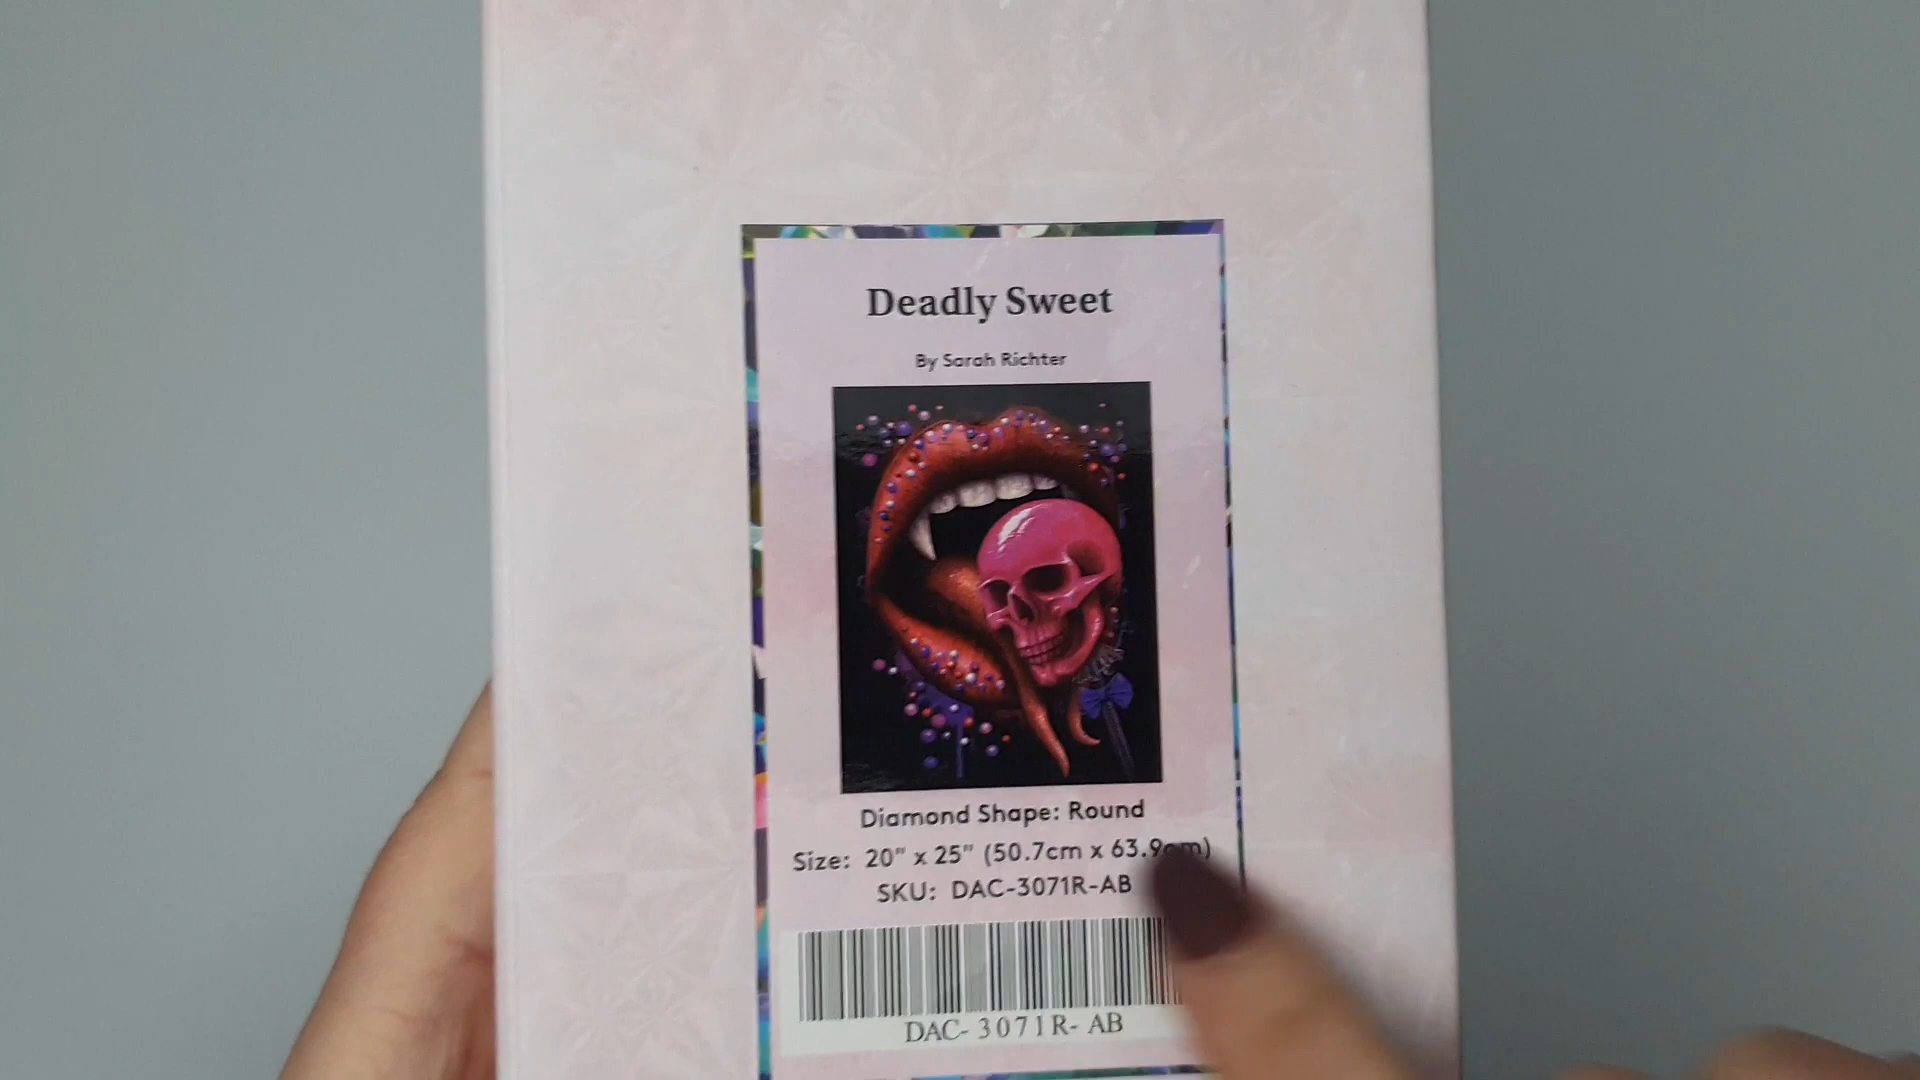 Deadly Sweet
By Sarah Richter
Diamond Shape: Round
Size: 20" x 25" (50.7cm x 63.9cm)
SKU: DAC-3071R-AB
DAC- 3071R- AB